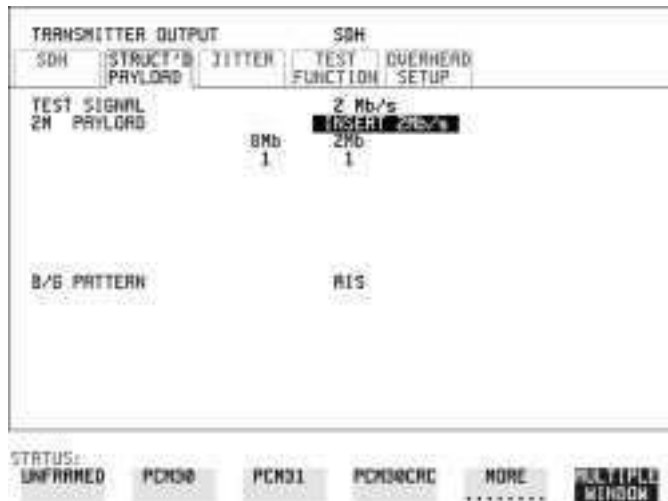 TRANSMITTER OUTPUT SDH
SDH STRUCT'D JITTER TEST OVERHEAD
PAYLOAD FUNCTION SETUP
TEST SIGNAL 2 Mb/s
2M PAYLOAD INSERT 2Mb/s
8Mb 2Mb
1 1
B/G PATTERN AIS
STATUS:
UNFRAMED PCM30 PCM31 PCM30CRC MORE MULTIPLE
........ WINDOW